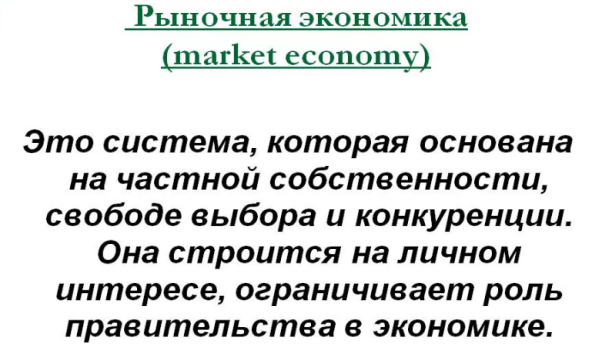 Рыночная экономика
(market economy)
Это система, которая основана
на частной собственности,
свободе выбора и конкуренции.
Она строится на личном
интересе, ограничивает роль
правительства в экономике.